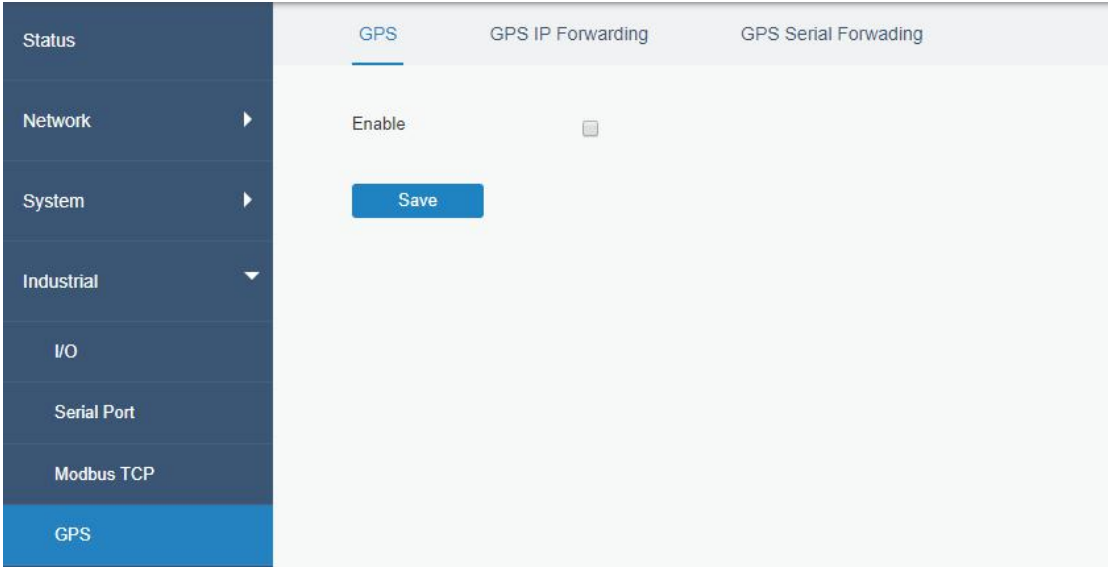 Status
Network
System
Industrial
I/O
Serial Port
Modbus TCP
GPS
GPS GPS IP Forwarding GPS Serial Forwading
Enable
Save